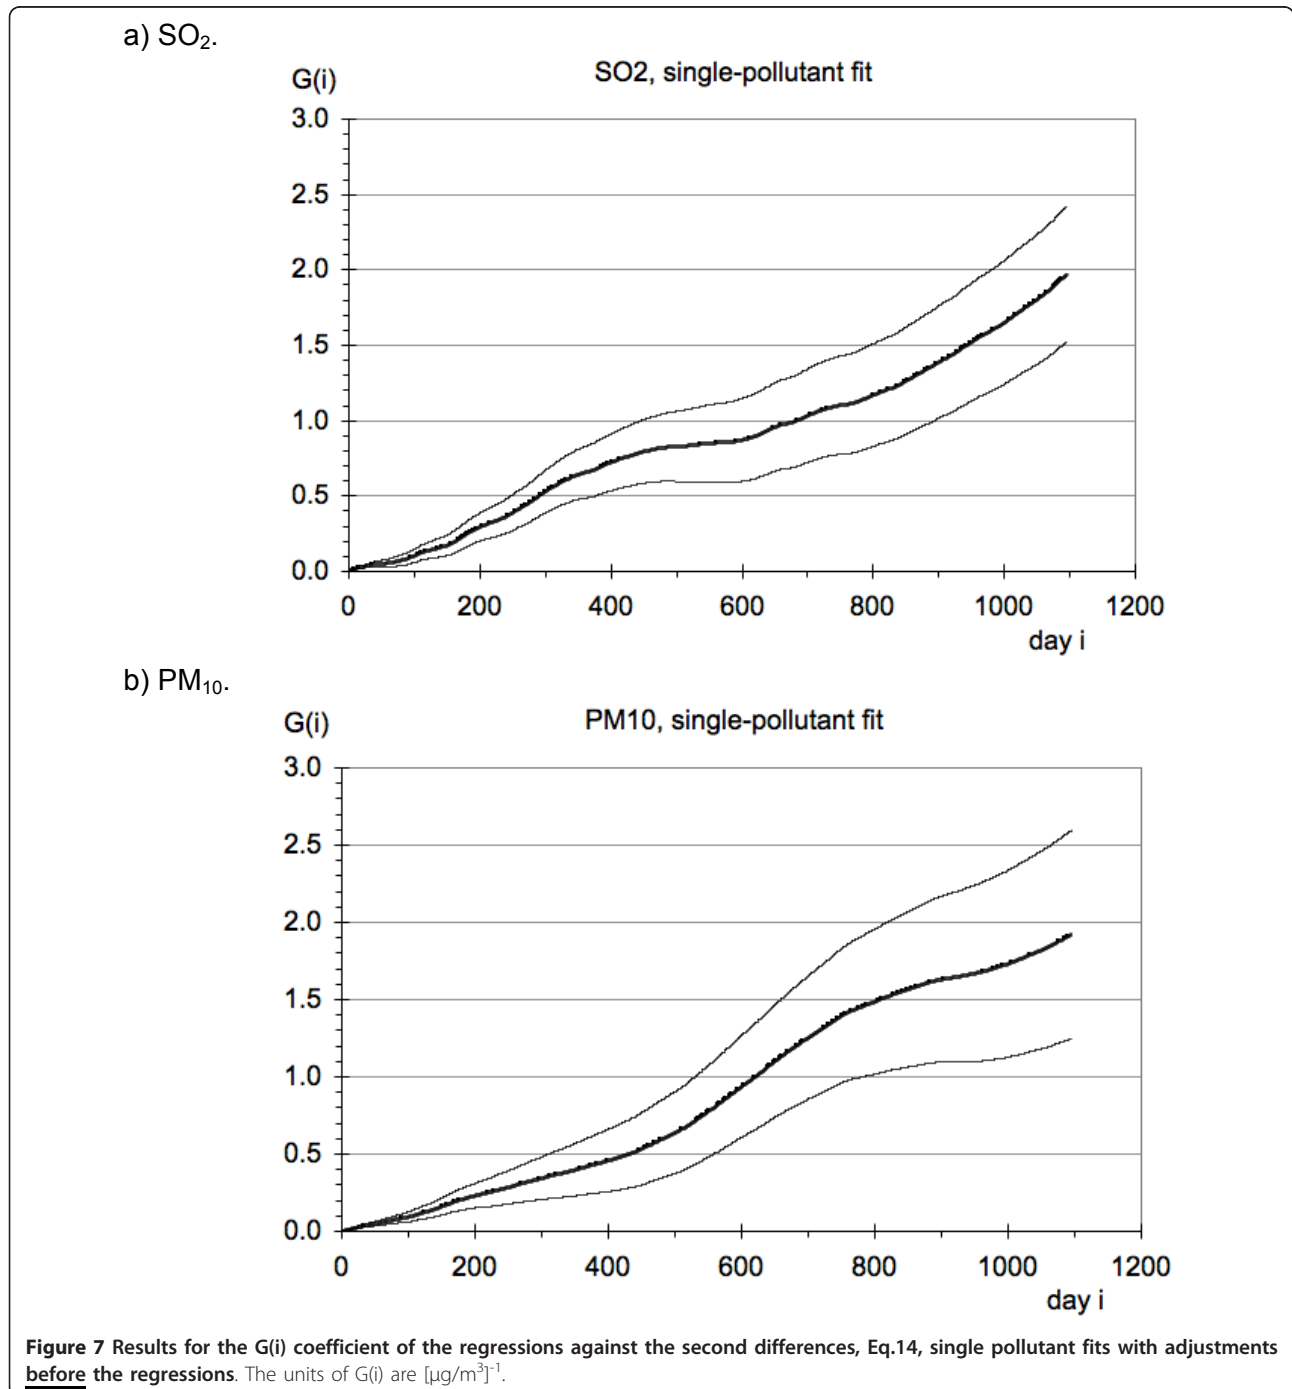 a) SO₂.
SO2, single-pollutant fit
G(i)
3.0
2.5
2.0
1.5
1.0
0.5
0.0
0 200 400 600 800 1000 1200
day i
b) PM₁₀.
PM10, single-pollutant fit
G(i)
3.0
2.5
2.0
1.5
1.0
0.5
0.0
0 200 400 600 800 1000 1200
day i
Figure 7 Results for the G(i) coefficient of the regressions against the second differences, Eq.14, single pollutant fits with adjustments
before the regressions. The units of G(i) are [μg/m³]⁻¹.